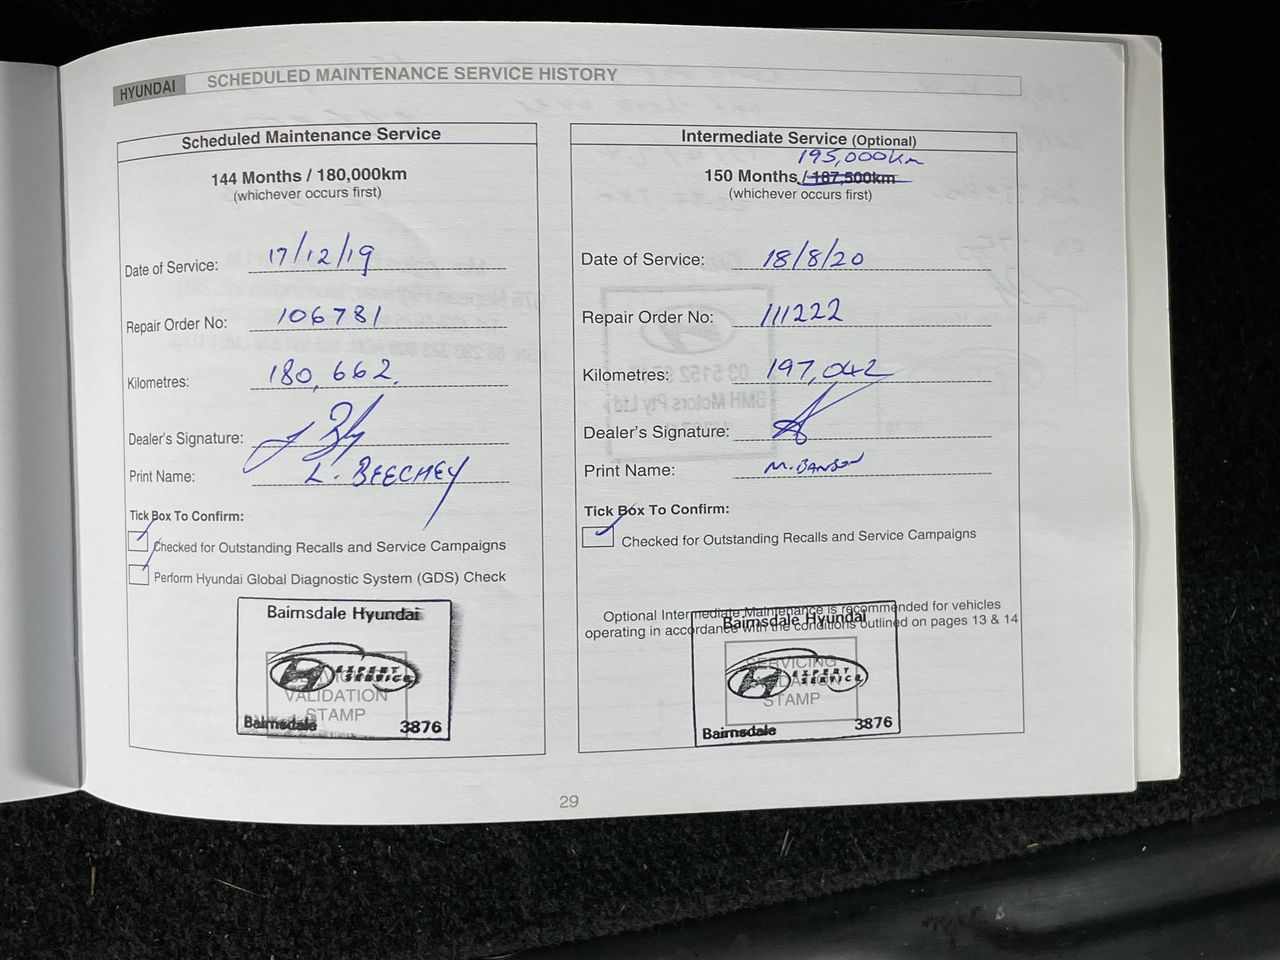 HYUNDAI
SCHEDULED MAINTENANCE SERVICE HISTORY
Scheduled Maintenance Service
144 Months / 180,000km
(whichever occurs first)
Date of Service: 17/12/19
Repair Order No: 106781
Kilometres: 180,662.
Dealer's Signature:
Print Name: L. BEECHEY
Tick Box To Confirm:
Checked for Outstanding Recalls and Service Campaigns
Perform Hyundai Global Diagnostic System (GDS) Check
Bairnsdale Hyundai
EXPERT
SERVICE
VALIDATION
STAMP
Bairnsdale 3876
Intermediate Service (Optional)
195,000km
150 Months / 187,500km
(whichever occurs first)
Date of Service: 18/8/20
Repair Order No: 111222
Kilometres: 197,042
Dealer's Signature:
Print Name:
Tick Box To Confirm:
Checked for Outstanding Recalls and Service Campaigns
Optional Intermediate Maintenance is recommended for vehicles
operating in accordance with the conditions outlined on pages 13 & 14
Bairnsdale Hyundai
SERVICING
EXPERT
SERVICE
STAMP
Bairnsdale 3876
29